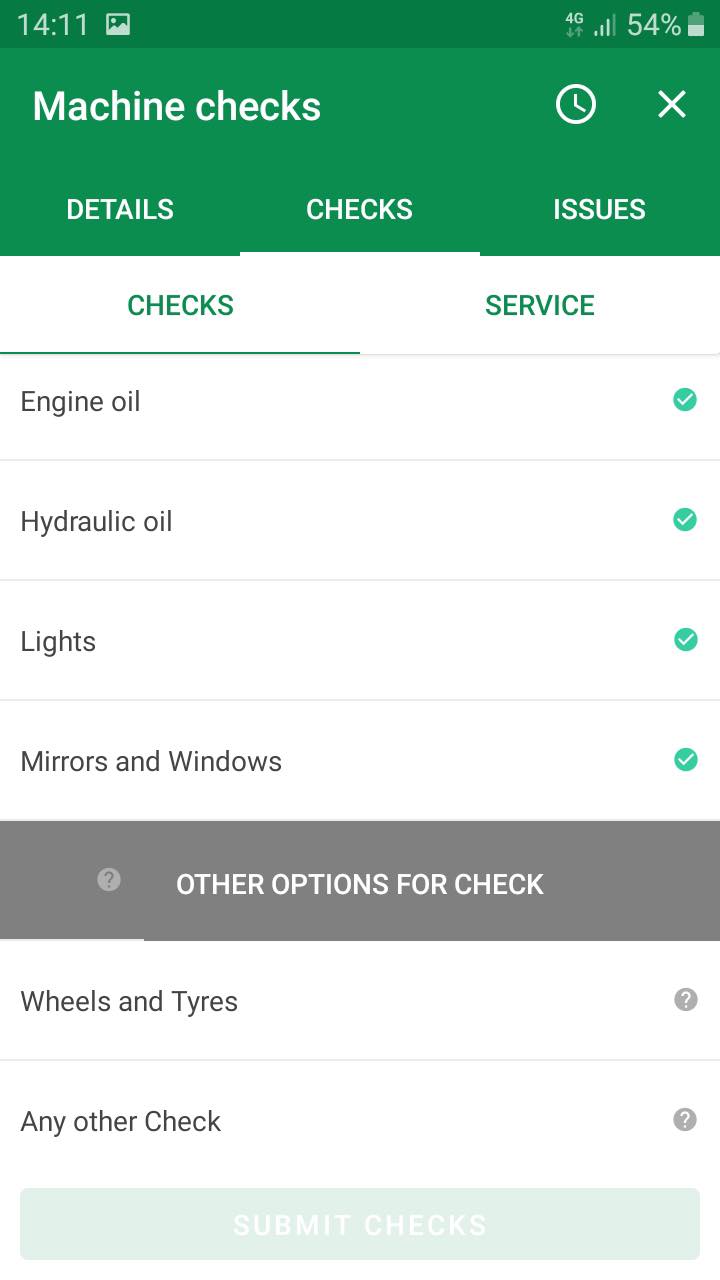 14:11 4G 54%
Machine checks
DETAILS CHECKS ISSUES
CHECKS SERVICE
Engine oil
Hydraulic oil
Lights
Mirrors and Windows
? OTHER OPTIONS FOR CHECK
Wheels and Tyres ?
Any other Check ?
SUBMIT CHECKS